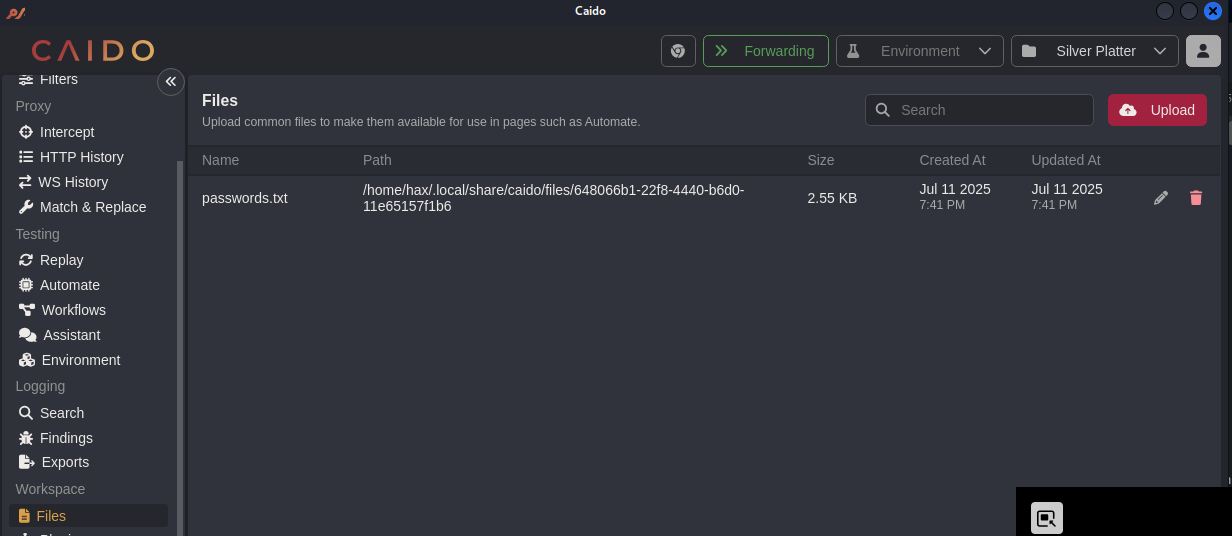 Caido
CAIDO
Forwarding
Environment
Silver Platter
Filters
Proxy
Intercept
HTTP History
WS History
Match & Replace
Testing
Replay
Automate
Workflows
Assistant
Environment
Logging
Search
Findings
Exports
Workspace
Files
Files
Upload common files to make them available for use in pages such as Automate.
Search
Upload
Name Path Size Created At Updated At
passwords.txt
/home/hax/.local/share/caido/files/648066b1-22f8-4440-b6d0-
11e65157f1b6
2.55 KB
Jul 11 2025
7:41 PM
Jul 11 2025
7:41 PM